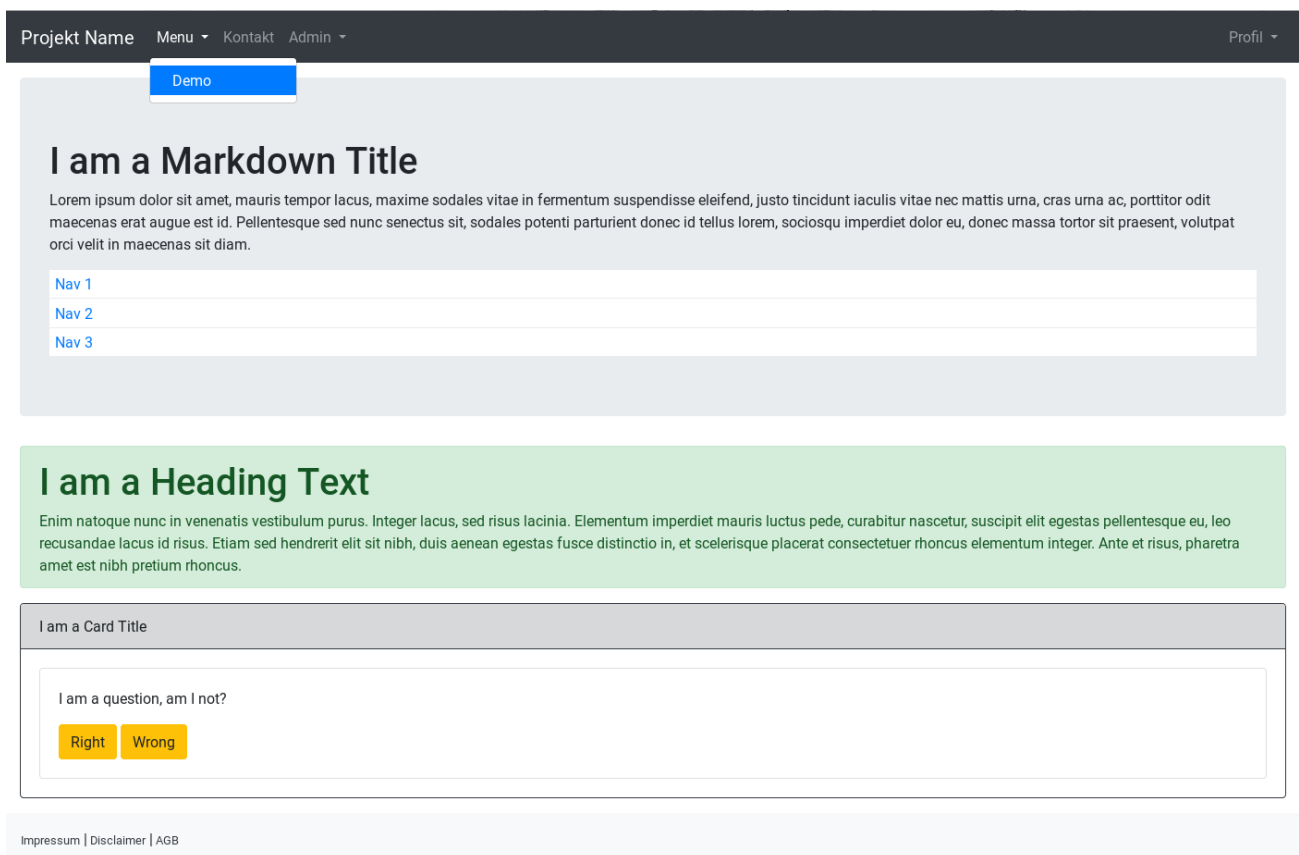 Projekt Name Menu Kontakt Admin Profil
Demo
I am a Markdown Title
Lorem ipsum dolor sit amet, mauris tempor lacus, maxime sodales vitae in fermentum suspendisse eleifend, justo tincidunt iaculis vitae nec mattis urna, cras urna ac, porttitor odit
maecenas erat augue est id. Pellentesque sed nunc senectus sit, sodales potenti parturient donec id tellus lorem, sociosqu imperdiet dolor eu, donec massa tortor sit praesent, volutpat
orci velit in maecenas sit diam.
Nav 1
Nav 2
Nav 3
I am a Heading Text
Enim natoque nunc in venenatis vestibulum purus. Integer lacus, sed risus lacinia. Elementum imperdiet mauris luctus pede, curabitur nascetur, suscipit elit egestas pellentesque eu, leo
recusandae lacus id risus. Etiam sed hendrerit elit sit nibh, duis aenean egestas fusce distinctio in, et scelerisque placerat consectetuer rhoncus elementum integer. Ante et risus, pharetra
amet est nibh pretium rhoncus.
I am a Card Title
I am a question, am I not?
Right Wrong
Impressum | Disclaimer | AGB